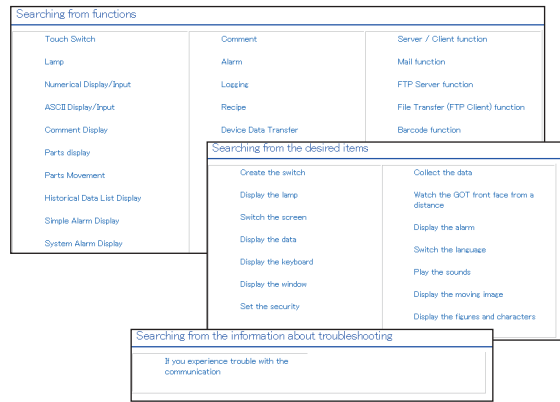 Searching from functions
Touch Switch
Lamp
Numerical Display/Input
ASCII Display/Input
Comment Display
Parts display
Parts Movement
Historical Data List Display
Simple Alarm Display
System Alarm Display
Comment
Alarm
Logging
Recipe
Device Data Transfer
Server / Client function
Mail function
FTP Server function
File Transfer (FTP Client) function
Barcode function
Searching from the desired items
Create the switch
Display the lamp
Switch the screen
Display the data
Display the keyboard
Display the window
Set the security
Collect the data
Watch the GOT front face from a
distance
Display the alarm
Switch the language
Play the sounds
Display the moving image
Display the figures and characters
Searching from the information about troubleshooting
If you experience trouble with the
communication